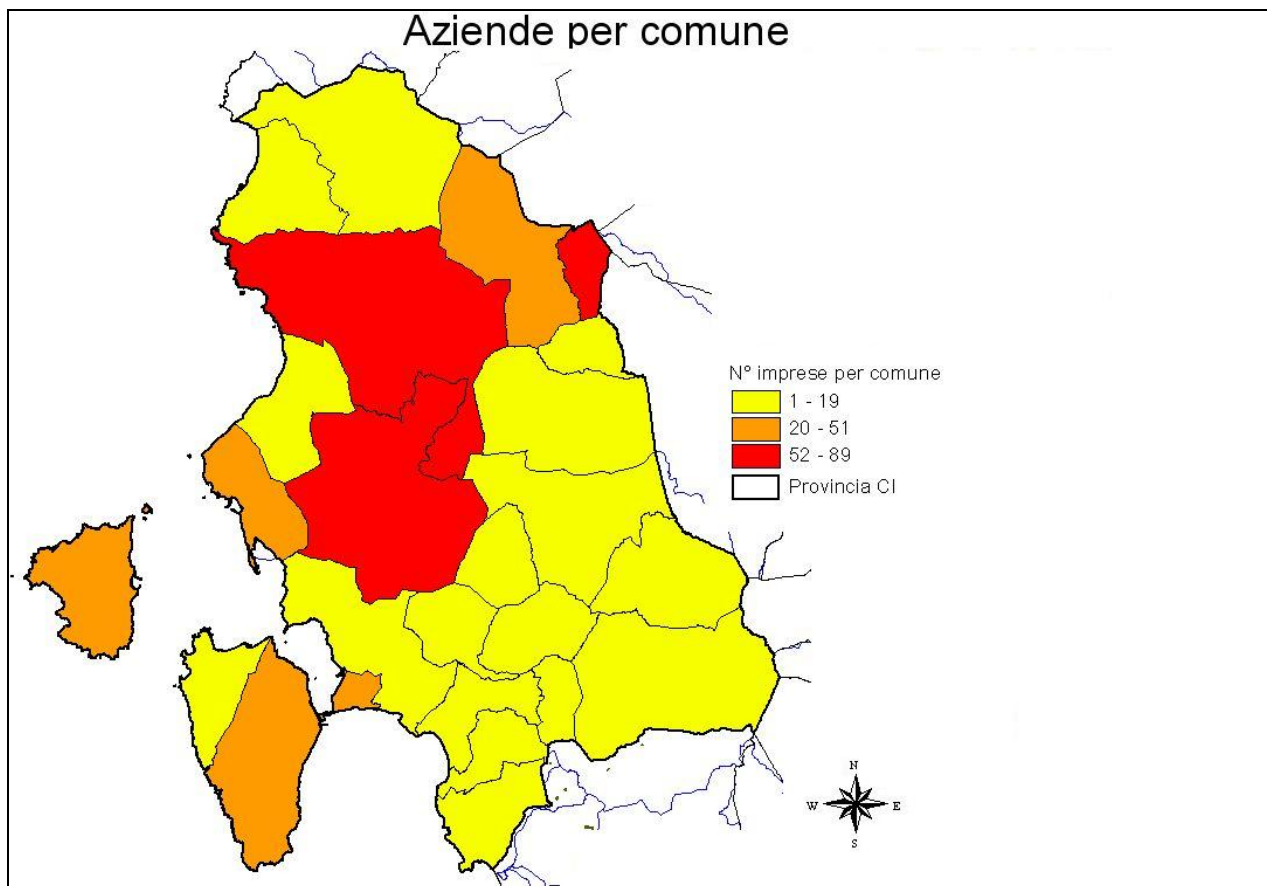 Aziende per comune
N° imprese per comune
1 - 19
20 - 51
52 - 89
Provincia CI
N
W E
S